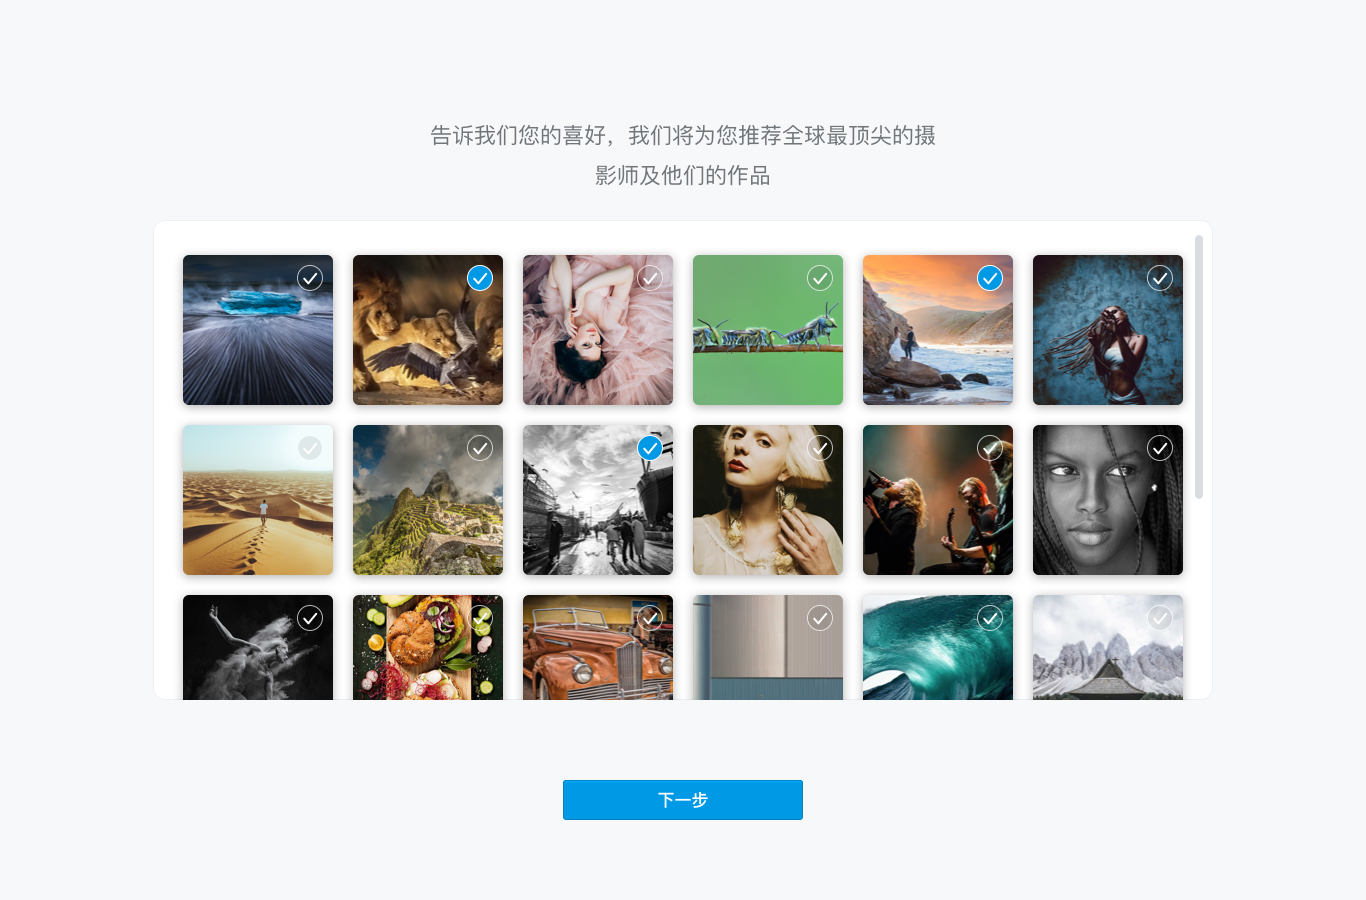 告诉我们您的喜好，我们将为您推荐全球最顶尖的摄
影师及他们的作品
下一步